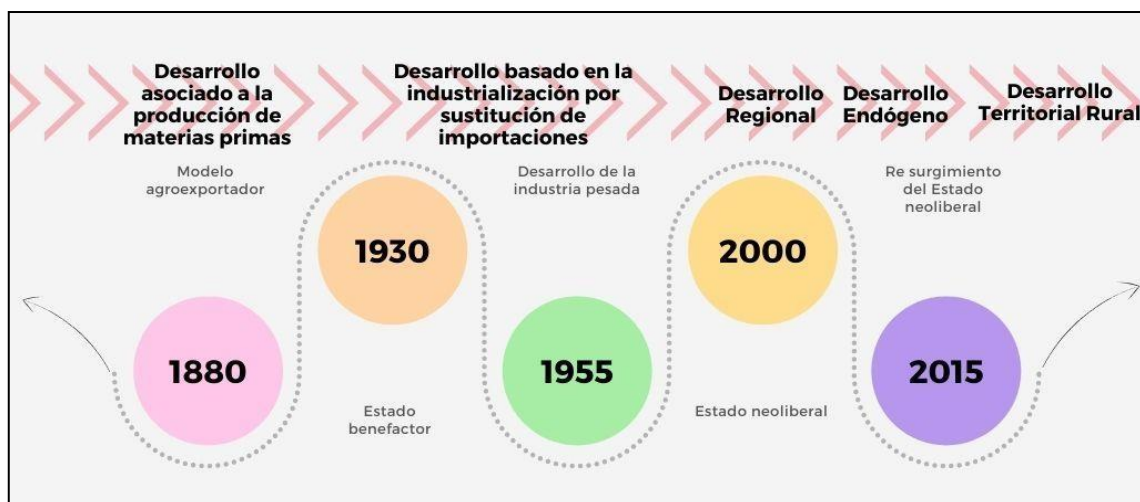 Desarrollo
asociado a la
producción de
materias primas
Desarrollo basado en la
industrialización por
sustitución de
importaciones
Desarrollo
Regional
Desarrollo
Endógeno
Desarrollo
Territorial Rural
Modelo
agroexportador
Desarrollo de la
industria pesada
Re surgimiento
del Estado
neoliberal
1930
2000
1880
1955
2015
Estado
benefactor
Estado neoliberal